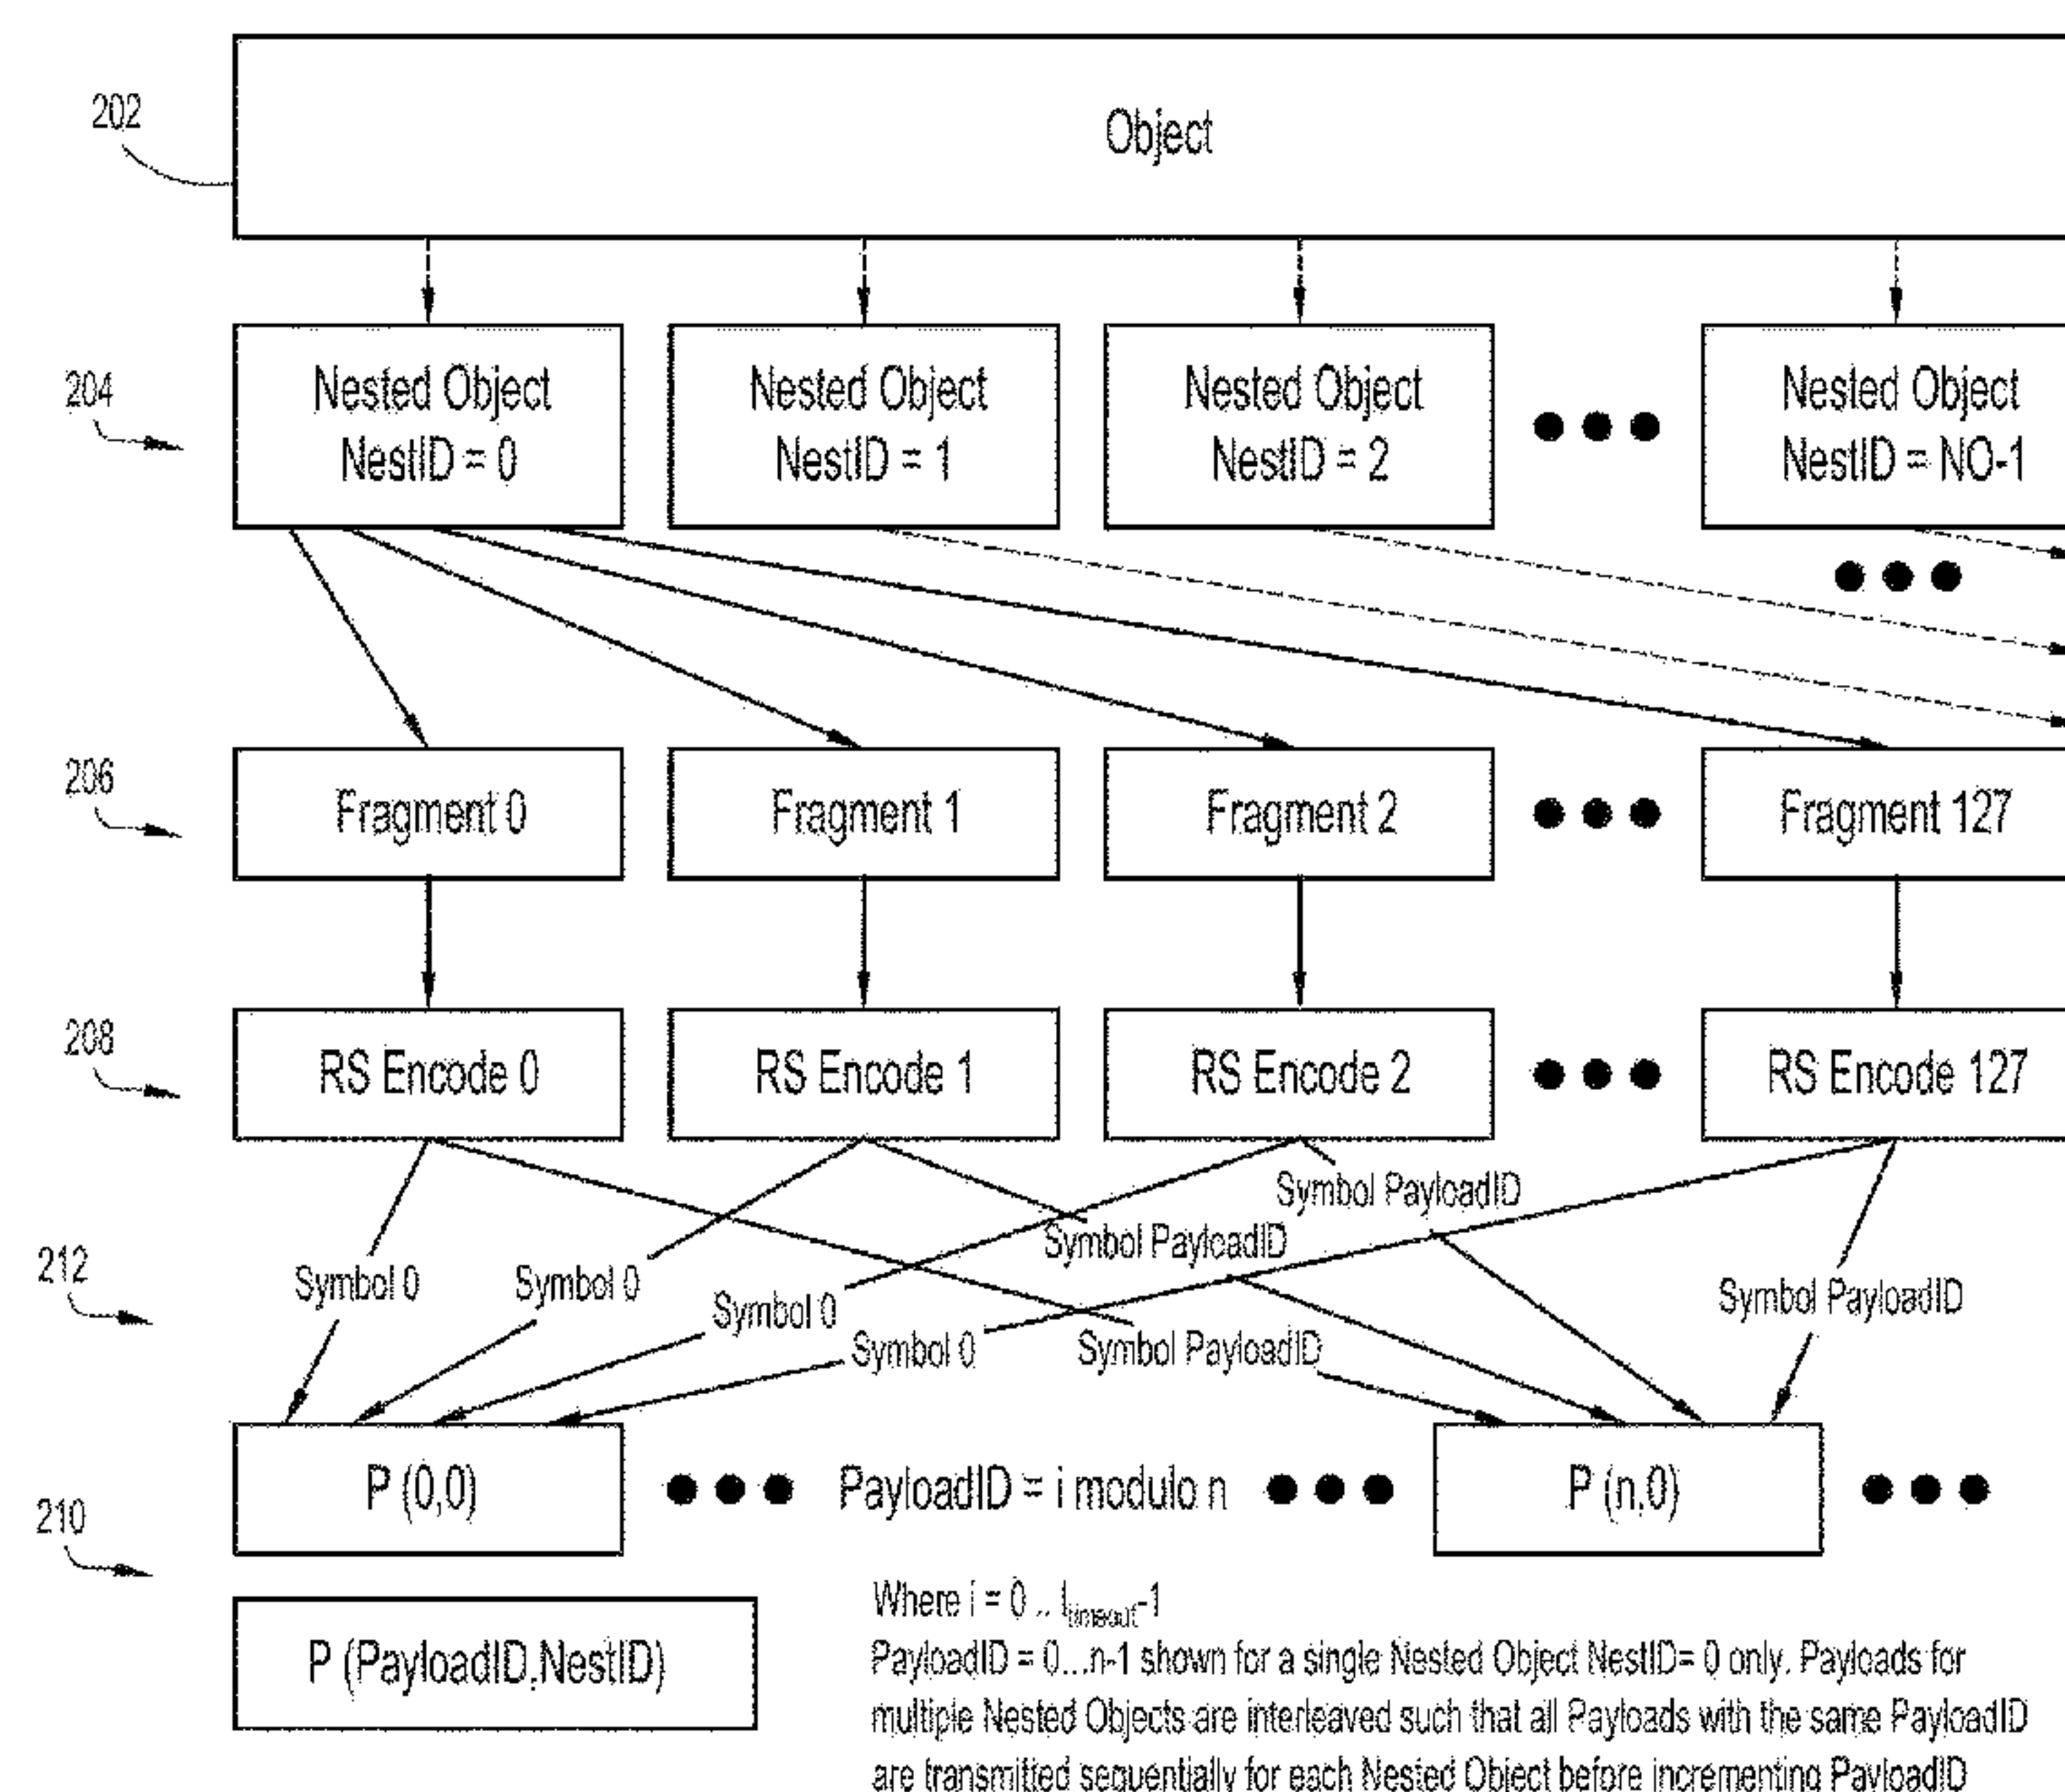 202
Object
204
Nested Object
NestID = 0
Nested Object
NestID = 1
Nested Object
NestID = 2
Nested Object
NestID = NO-1
206
Fragment 0
Fragment 1
Fragment 2
Fragment 127
208
RS Encode 0
RS Encode 1
RS Encode 2
RS Encode 127
212
Symbol PayloadID
Symbol PayloadID
Symbol 0
Symbol 0
Symbol 0
Symbol PayloadID
Symbol 0
Symbol PayloadID
210
P (0,0)
PayloadID = i modulo n
P (n,0)
P (PayloadID,NestID)
Where i = 0 .. Itimeout-1
PayloadID = 0...n-1 shown for a single Nested Object NestID= 0 only. Payloads for
multiple Nested Objects are interleaved such that all Payloads with the same PayloadID
are transmitted sequentially for each Nested Object before incrementing PayloadID